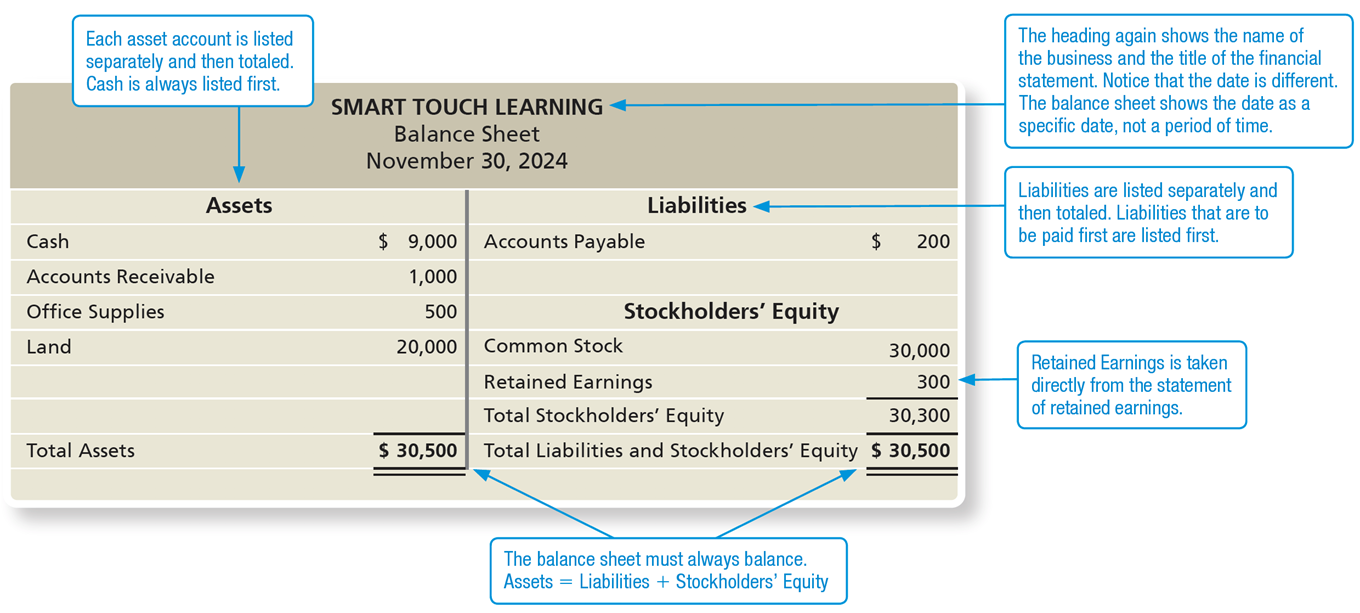 Each asset account is listed
separately and then totaled.
Cash is always listed first.
The heading again shows the name of
the business and the title of the financial
statement. Notice that the date is different.
The balance sheet shows the date as a
specific date, not a period of time.
SMART TOUCH LEARNING
Balance Sheet
November 30, 2024
Assets Liabilities
Liabilities are listed separately and
then totaled. Liabilities that are to
be paid first are listed first.
Cash $ 9,000 Accounts Payable $ 200
Accounts Receivable 1,000
Office Supplies 500 Stockholders’ Equity
Land 20,000 Common Stock 30,000
Retained Earnings 300
Retained Earnings is taken
directly from the statement
of retained earnings.
Total Stockholders’ Equity 30,300
Total Assets $ 30,500 Total Liabilities and Stockholders’ Equity $ 30,500
The balance sheet must always balance.
Assets = Liabilities + Stockholders’ Equity